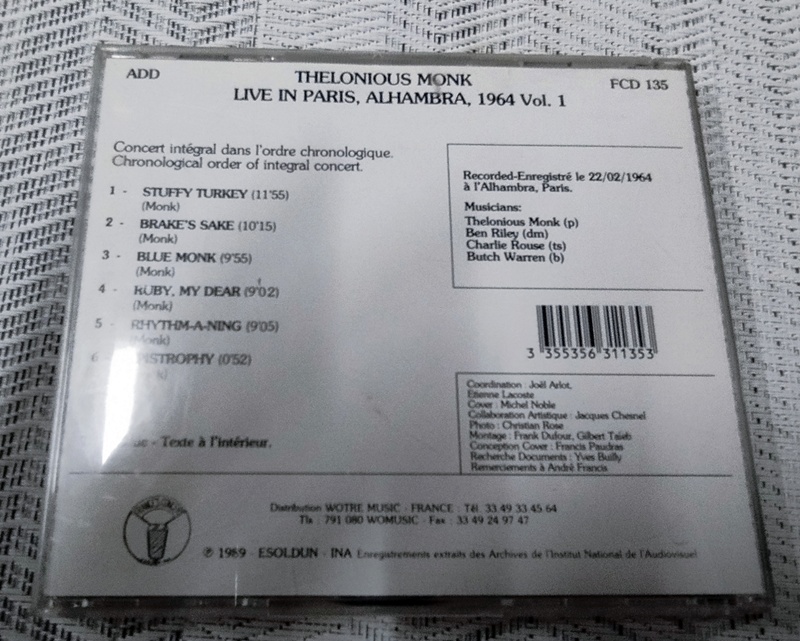 ADD
THELONIOUS MONK
FCD 135
LIVE IN PARIS, ALHAMBRA, 1964 Vol. 1
Concert intégral dans l'ordre chronologique.
Chronological order of integral concert.
1 - STUFFY TURKEY (11'55)
(Monk)
2 - BRAKE'S SAKE (10'15)
(Monk)
3 - BLUE MONK (9'55)
(Monk)
4 - RUBY, MY DEAR (9'02)
(Monk)
5 - RHYTHM-A-NING (9'05)
(Monk)
6 - (0'52)
Texte à l'intérieur.
Recorded-Enregistré le 22/02/1964
à l'Alhambra, Paris.
Musicians:
Thelonious Monk (p)
Ben Riley (dm)
Charlie Rouse (ts)
Butch Warren (b)
3 355356 311353
Coordination : Joël Arlot,
Etienne Lacoste
Cover : Michel Noble
Collaboration Artistique : Jacques Chesnel
Photo : Christian Rose
Montage : Frank Dufour, Gilbert
Conception Cover : Francis Paudras
Recherche Documents : Yves Builly
Remerciements à André Francis
Distribution WOTRE MUSIC - FRANCE : Tél. 33 49 33 45 64
Tlx : 791 080 WOMUSIC - Fax : 33 49 24 97 47
℗ 1989 - ESOLDUN - INA Enregistrements extraits des Archives de l'Institut National de l'Audiovisuel